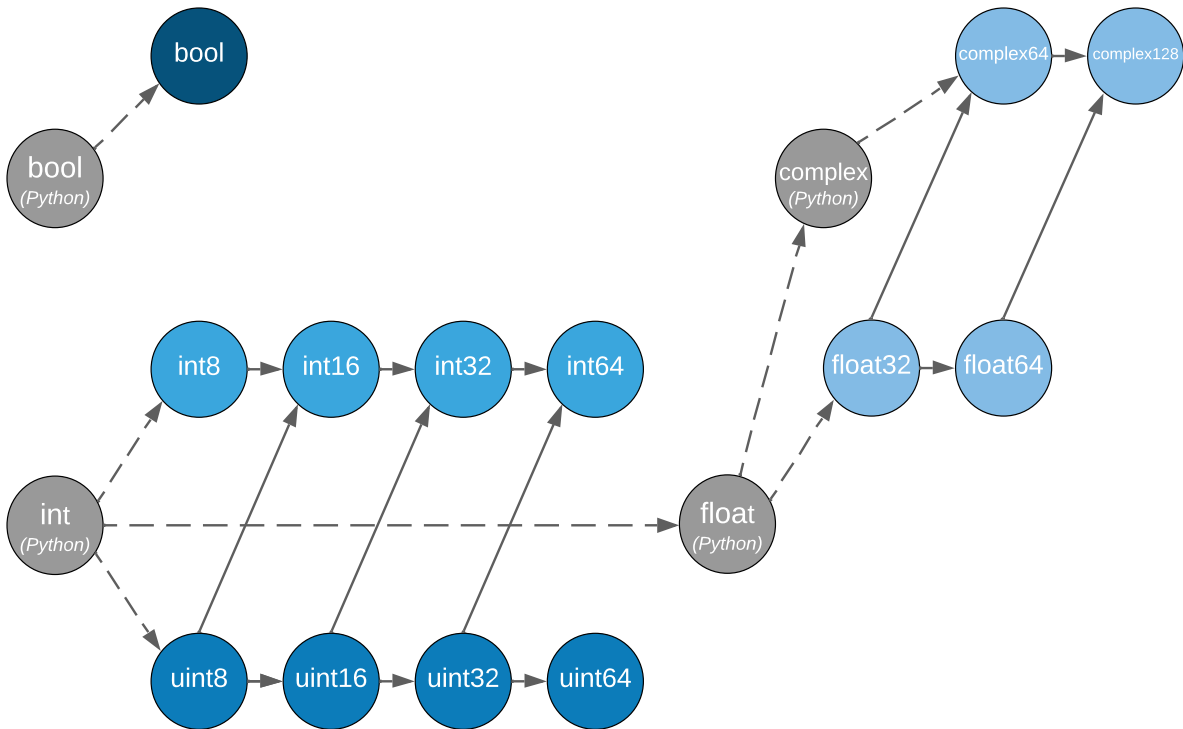 bool
complex64
complex128
bool
(Python)
complex
(Python)
int8
int16
int32
int64
float32
float64
int
(Python)
float
(Python)
uint8
uint16
uint32
uint64